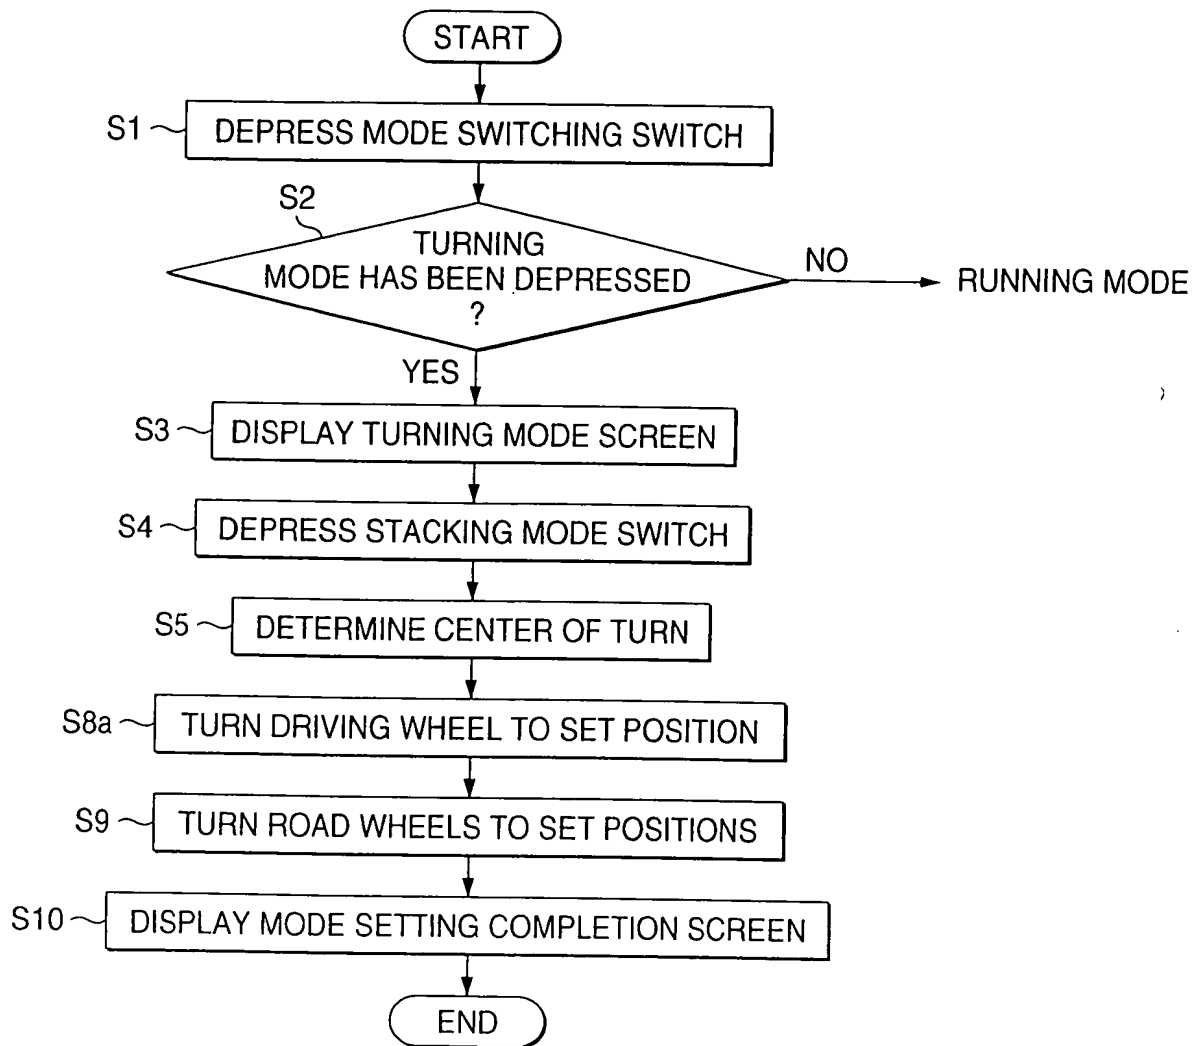 START
S1
DEPRESS MODE SWITCHING SWITCH
S2
TURNING
MODE HAS BEEN DEPRESSED
?
NO
RUNNING MODE
YES
S3
DISPLAY TURNING MODE SCREEN
S4
DEPRESS STACKING MODE SWITCH
S5
DETERMINE CENTER OF TURN
S8a
TURN DRIVING WHEEL TO SET POSITION
S9
TURN ROAD WHEELS TO SET POSITIONS
S10
DISPLAY MODE SETTING COMPLETION SCREEN
END